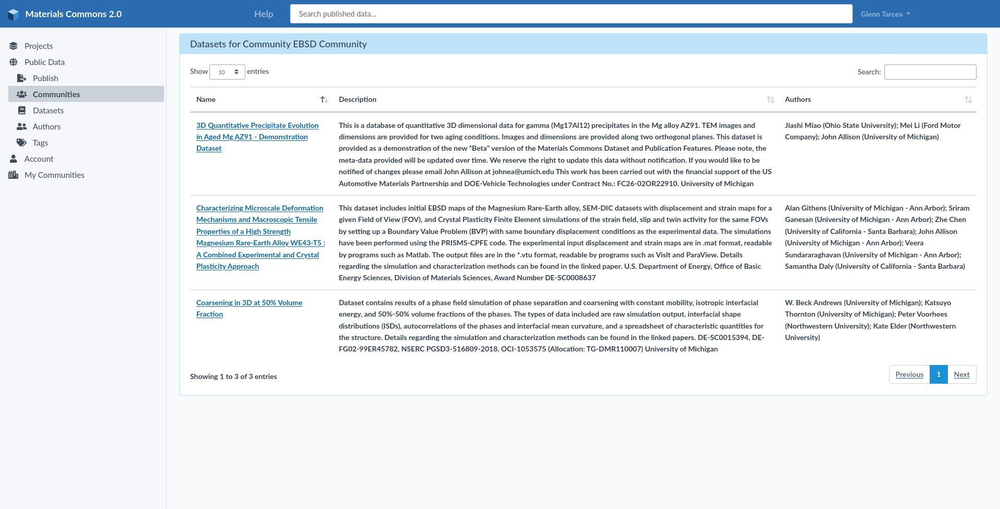 Materials Commons 2.0
Help
Search published data...
Glenn Tarcea
Projects
Public Data
Publish
Communities
Datasets
Authors
Tags
Account
My Communities
Datasets for Community EBSD Community
Show 10 entries
Search:
Name
Description
Authors
3D Quantitative Precipitate Evolution
in Aged Mg AZ91 - Demonstration
Dataset
This is a database of quantitative 3D dimensional data for gamma (Mg17Al12) precipitates in the Mg alloy AZ91. TEM images and
dimensions are provided for two aging conditions. Images and dimensions are provided along two orthogonal planes. This dataset is
provided as a demonstration of the new “Beta" version of the Materials Commons Dataset and Publication Features. Please note, the
meta-data provided will be updated over time. We reserve the right to update this data without notification. If you would like to be
notified of changes please email John Allison at johnea@umich.edu This work has been carried out with the financial support of the US
Automotive Materials Partnership and DOE-Vehicle Technologies under Contract No.: FC26-02OR22910. University of Michigan
Jiashi Miao (Ohio State University); Mei Li (Ford Motor
Company); John Allison (University of Michigan)
Characterizing Microscale Deformation
Mechanisms and Macroscopic Tensile
Properties of a High Strength
Magnesium Rare-Earth Alloy WE43-T5 :
A Combined Experimental and Crystal
Plasticity Approach
This dataset includes initial EBSD maps of the Magnesium Rare-Earth alloy, SEM-DIC datasets with displacement and strain maps for a
given Field of View (FOV), and Crystal Plasticity Finite Element simulations of the strain field, slip and twin activity for the same FOVs
by setting up a Boundary Value Problem (BVP) with same boundary displacement conditions as the experimental data. The simulations
have been performed using the PRISMS-CPFE code. The experimental input displacement and strain maps are in .mat format, readable
by programs such as Matlab. The output files are in the *.vtu format, readable by programs such as VisIt and ParaView. Details
regarding the simulation and characterization methods can be found in the linked paper. U.S. Department of Energy, Office of Basic
Energy Sciences, Division of Materials Sciences, Award Number DE-SC0008637
Alan Githens (University of Michigan - Ann Arbor); Sriram
Ganesan (University of Michigan - Ann Arbor); Zhe Chen
(University of California - Santa Barbara); John Allison
(University of Michigan - Ann Arbor); Veera
Sundararaghavan (University of Michigan - Ann Arbor);
Samantha Daly (University of California - Santa Barbara)
Coarsening in 3D at 50% Volume
Fraction
Dataset contains results of a phase field simulation of phase separation and coarsening with constant mobility, isotropic interfacial
energy, and 50%-50% volume fractions of the phases. The types of data included are raw simulation output, interfacial shape
distributions (ISDs), autocorrelations of the phases and interfacial mean curvature, and a spreadsheet of characteristic quantities for
the structure. Details regarding the simulation and characterization methods can be found in the linked papers. DE-SC0015394, DE-
FG02-99ER45782, NSERC PGSD3-516809-2018, OCI-1053575 (Allocation: TG-DMR110007) University of Michigan
W. Beck Andrews (University of Michigan); Katsuyo
Thornton (University of Michigan); Peter Voorhees
(Northwestern University); Kate Elder (Northwestern
University)
Showing 1 to 3 of 3 entries
Previous 1 Next